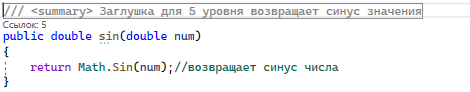 /// <summary> Заглушка для 5 уровня возвращает синус значения
Ссылок: 5
public double sin(double num)
{
return Math.Sin(num);//возвращает синус числа
}